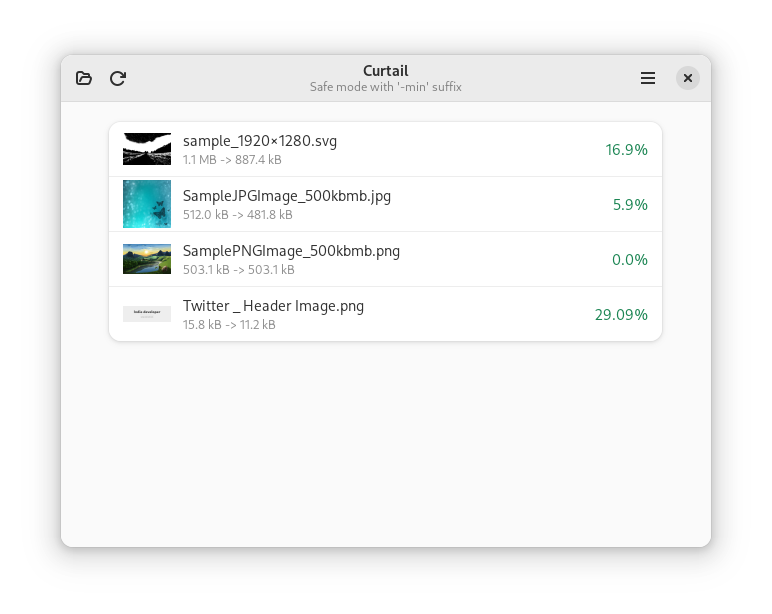 Curtail
Safe mode with '-min' suffix
sample_1920×1280.svg
1.1 MB -> 887.4 kB
16.9%
SampleJPGImage_500kbmb.jpg
512.0 kB -> 481.8 kB
5.9%
SamplePNGImage_500kbmb.png
503.1 kB -> 503.1 kB
0.0%
Twitter _ Header Image.png
15.8 kB -> 11.2 kB
29.09%
indie developer